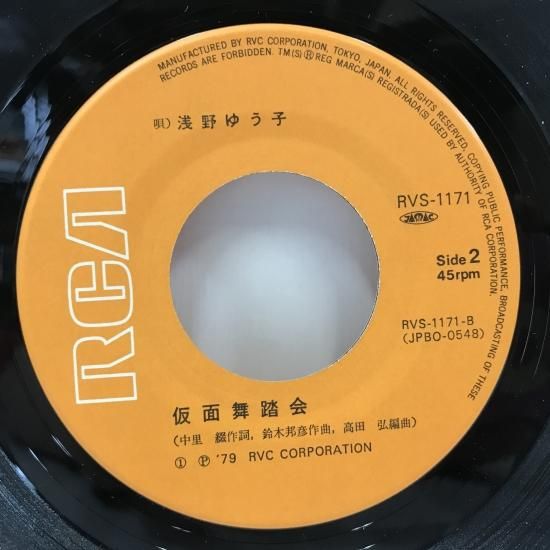 MANUFACTURED BY RVC CORPORATION, TOKYO, JAPAN. ALL RIGHTS RESERVED. COPYING PUBLIC PERFORMANCE, BROADCASTING OF THESE
RECORDS ARE FORBIDDEN. TM(S)®REG MARCA(S) REGISTRADA(S) USED BY AUTHORITY OF RCA CORPORATION.
唄) 浅野ゆう子
RCA
RVS-1171
JASRAC
Side 2
45rpm
RVS-1171-B
(JPBO-0548)
仮面舞踏会
(中里 綴作詞, 鈴木邦彦作曲, 高田 弘編曲)
① Ⓟ '79 RVC CORPORATION